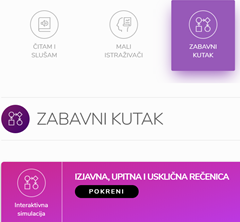 ČITAM I
SLUŠAM
MALI
ISTRAŽIVAČI
ZABAVNI
KUTAK
ZABAVNI KUTAK
IZJAVNA, UPITNA I USKLIČNA REČENICA
POKRENI
Interaktivna
simulacija